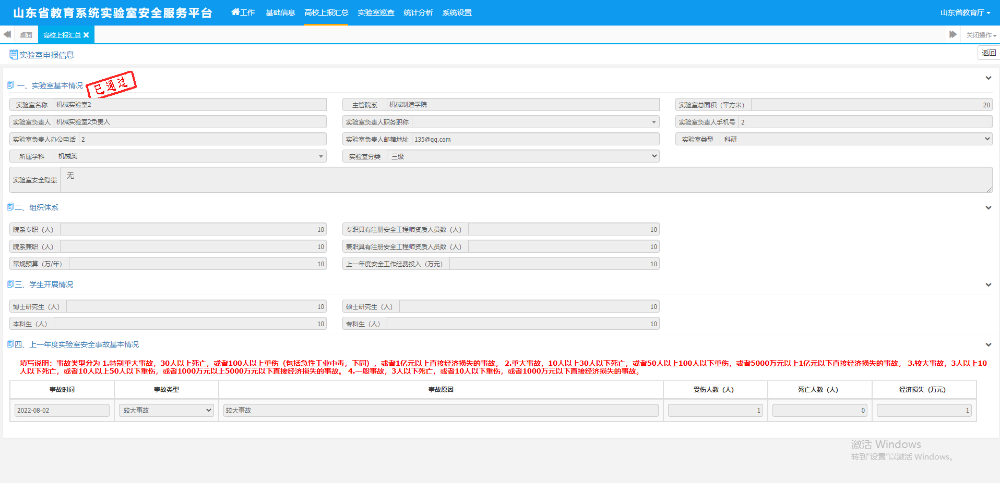 山东省教育系统实验室安全服务平台 工作 基础信息 高校上报汇总 实验室巡查 统计分析 系统设置 山东省教育厅
桌面 高校上报汇总 关闭操作
实验室申报信息 返回
一、实验室基本情况 已通过
实验室名称 机械实验室2 主管院系 机械制造学院 实验室总面积（平方米） 20
实验室负责人 机械实验室2负责人 实验室负责人职务职称 实验室负责人手机号 2
实验室负责人办公电话 2 实验室负责人邮箱地址 135@qq.com 实验室类型 科研
所属学科 机械类 实验室分类 三级
实验室安全隐患 无
二、组织体系
院系专职（人） 10 专职具有注册安全工程师资质人员数（人） 10
院系兼职（人） 10 兼职具有注册安全工程师资质人员数（人） 10
常规预算（万/年） 10 上一年度安全工作经费投入（万元） 10
三、学生开展情况
博士研究生（人） 10 硕士研究生（人） 10
本科生（人） 10 专科生（人） 10
四、上一年度实验室安全事故基本情况
填写说明：事故类型分为 1.特别重大事故，30人以上死亡，或者100人以上重伤（包括急性工业中毒，下同），或者1亿元以上直接经济损失的事故。 2.重大事故，10人以上30人以下死亡，或者50人以上100人以下重伤，或者5000万元以上1亿元以下直接经济损失的事故。 3.较大事故，3人以上10
人以下死亡，或者10人以上50人以下重伤，或者1000万元以上5000万元以下直接经济损失的事故。 4.一般事故，3人以下死亡，或者10人以下重伤，或者1000万元以下直接经济损失的事故。
事故时间 事故类型 事故原因 受伤人数（人） 死亡人数（人） 经济损失（万元）
2022-08-02 较大事故 较大事故 1 0 1
激活 Windows
转到“设置”以激活 Windows。